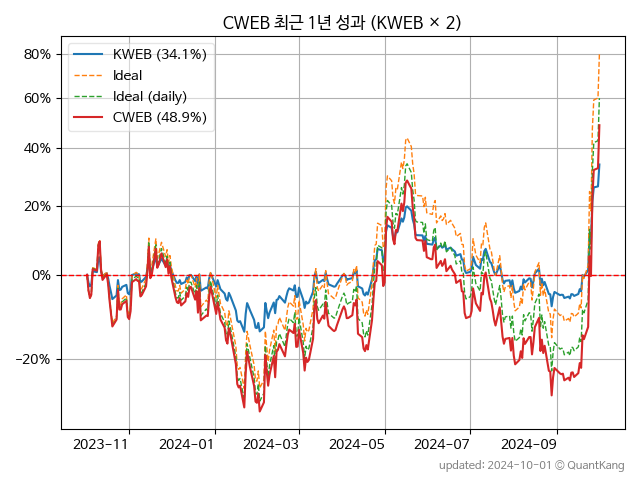 CWEB 최근 1년 성과 (KWEB × 2)
KWEB (34.1%)
Ideal
Ideal (daily)
CWEB (48.9%)
80%
60%
40%
20%
0%
−20%
2023-11
2024-01
2024-03
2024-05
2024-07
2024-09
updated: 2024-10-01 © QuantKang